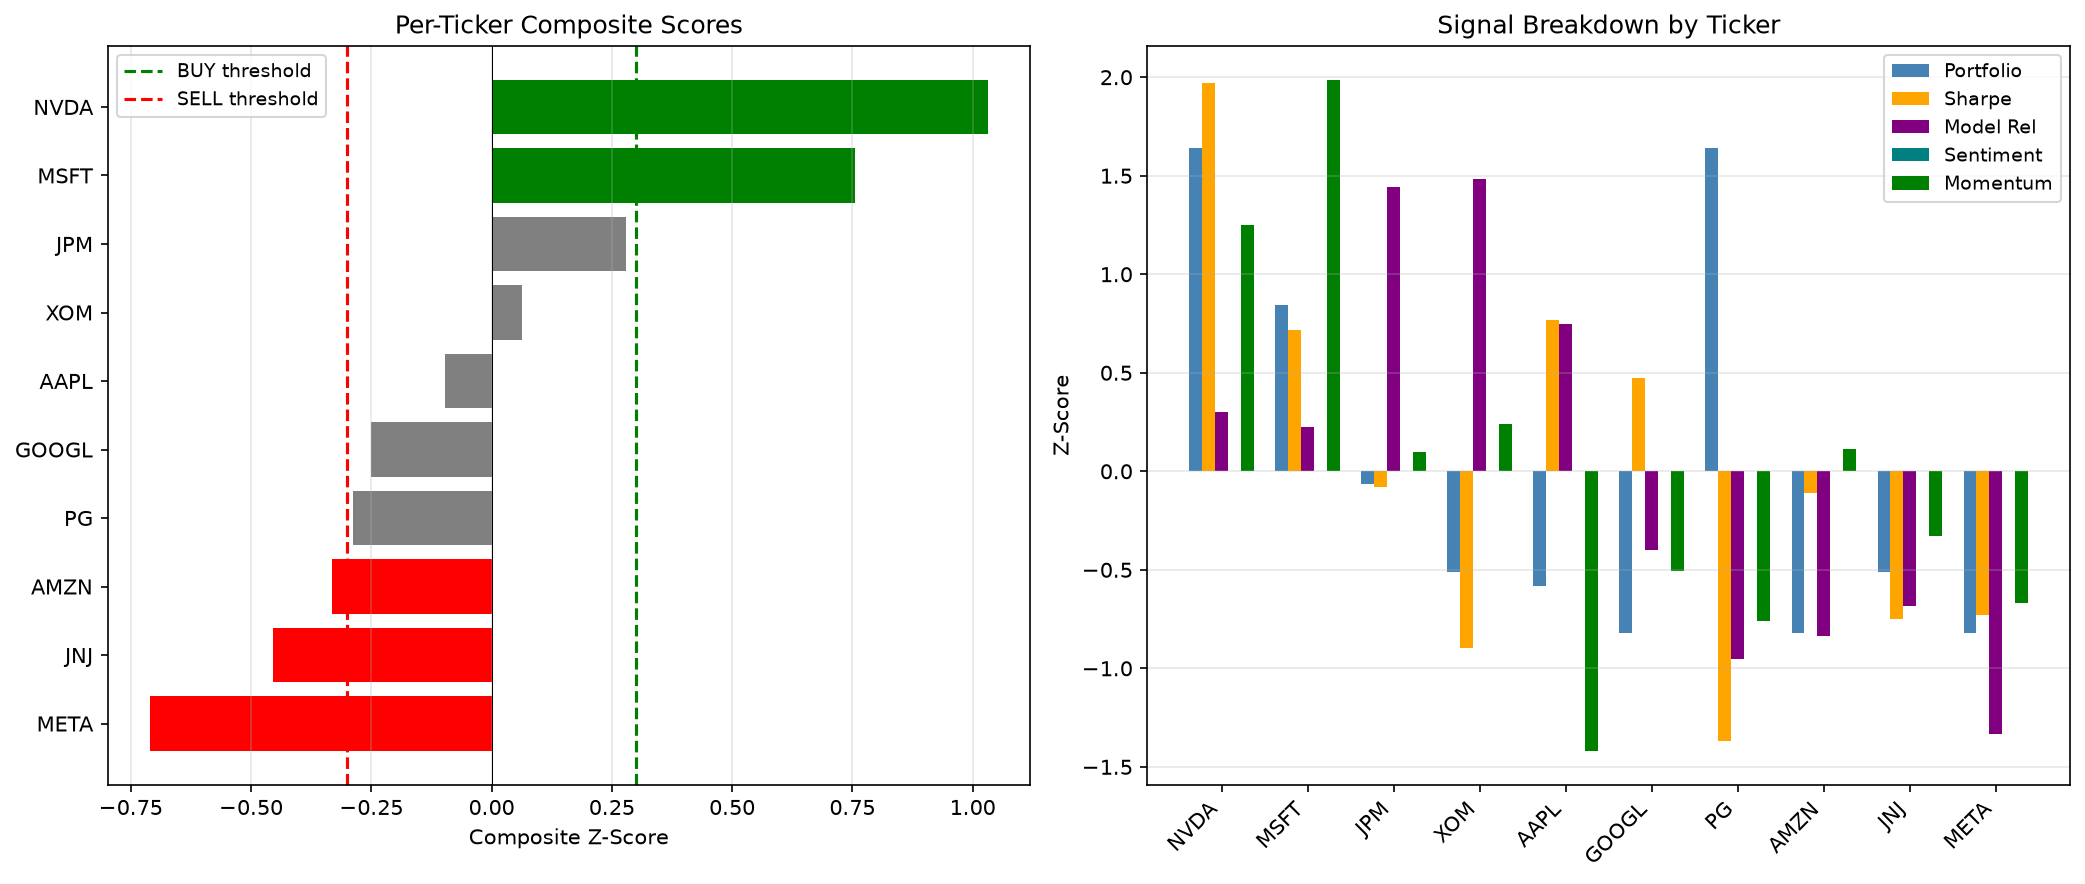 Per-Ticker Composite Scores
BUY threshold
SELL threshold
NVDA
MSFT
JPM
XOM
AAPL
GOOGL
PG
AMZN
JNJ
META
−0.75 −0.50 −0.25 0.00 0.25 0.50 0.75 1.00
Composite Z-Score
Signal Breakdown by Ticker
Portfolio
Sharpe
Model Rel
Sentiment
Momentum
2.0
1.5
1.0
0.5
0.0
−0.5
−1.0
−1.5
Z-Score
NVDA MSFT JPM XOM AAPL GOOGL PG AMZN JNJ META